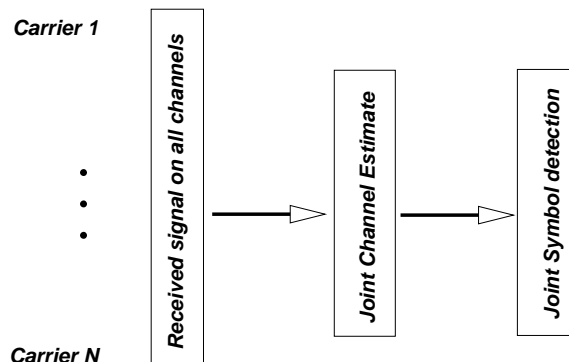 Carrier 1
Received signal on all channels
Joint Channel Estimate
Joint Symbol detection
Carrier N